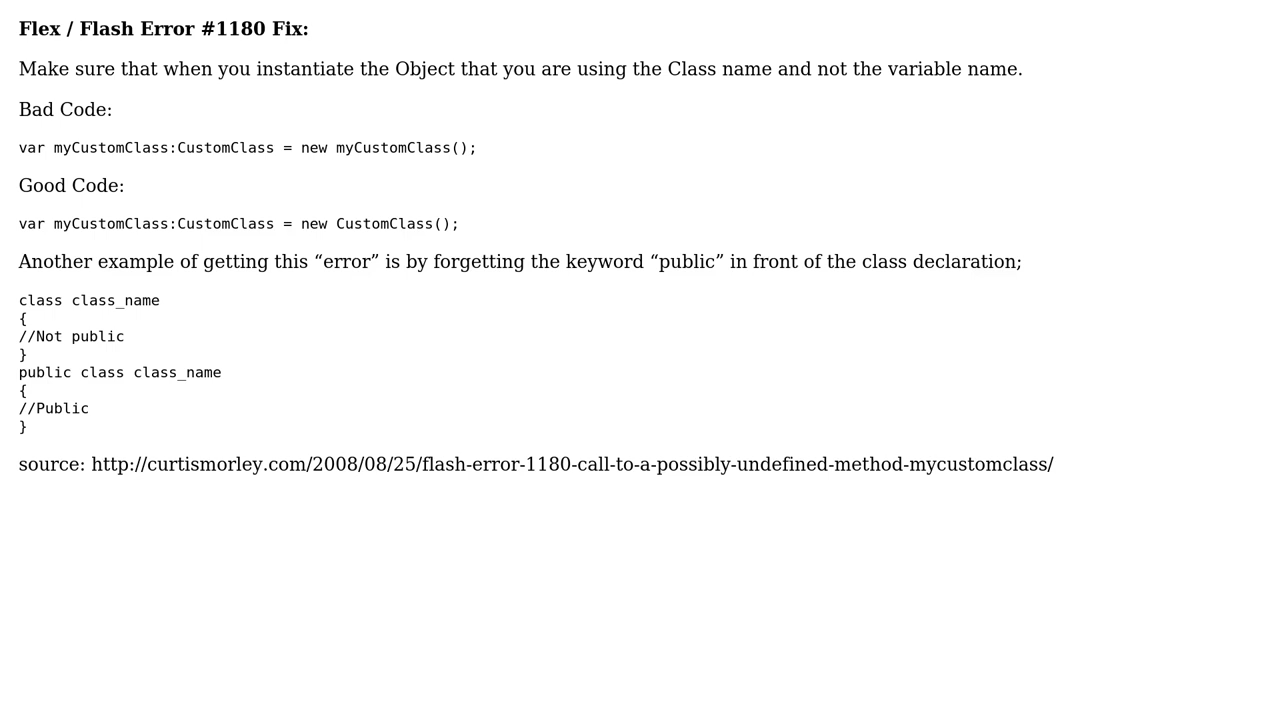 Flex / Flash Error #1180 Fix:
Make sure that when you instantiate the Object that you are using the Class name and not the variable name.
Bad Code:
var myCustomClass:CustomClass = new myCustomClass();
Good Code:
var myCustomClass:CustomClass = new CustomClass();
Another example of getting this “error” is by forgetting the keyword “public” in front of the class declaration;
class class_name
{
//Not public
}
public class class_name
{
//Public
}
source: http://curtismorley.com/2008/08/25/flash-error-1180-call-to-a-possibly-undefined-method-mycustomclass/